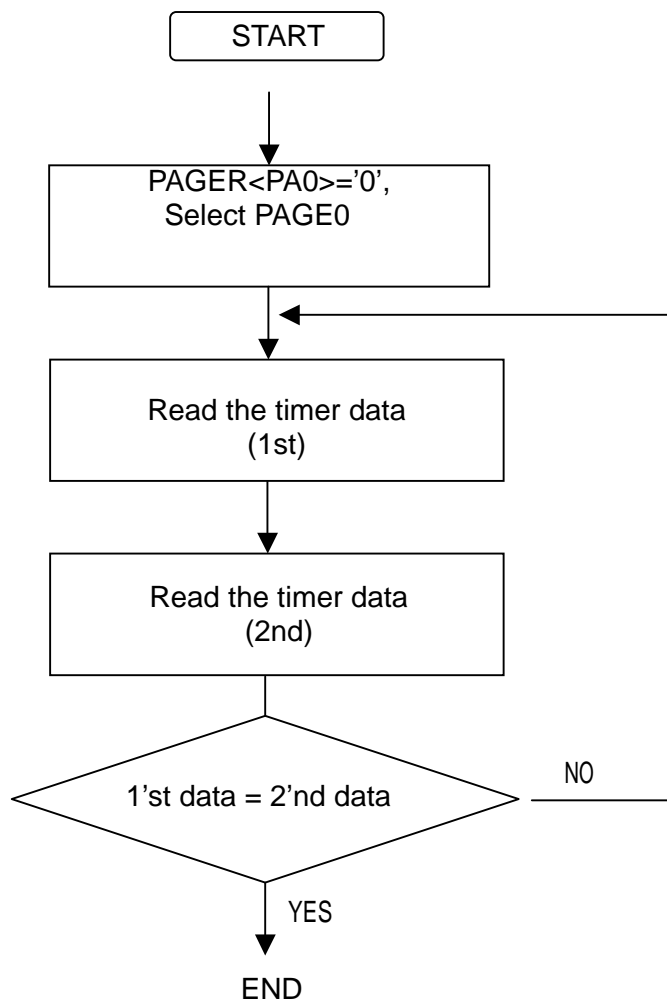 START
PAGER<PA0>='0',
Select PAGE0
Read the timer data
(1st)
Read the timer data
(2nd)
1'st data = 2'nd data
NO
YES
END